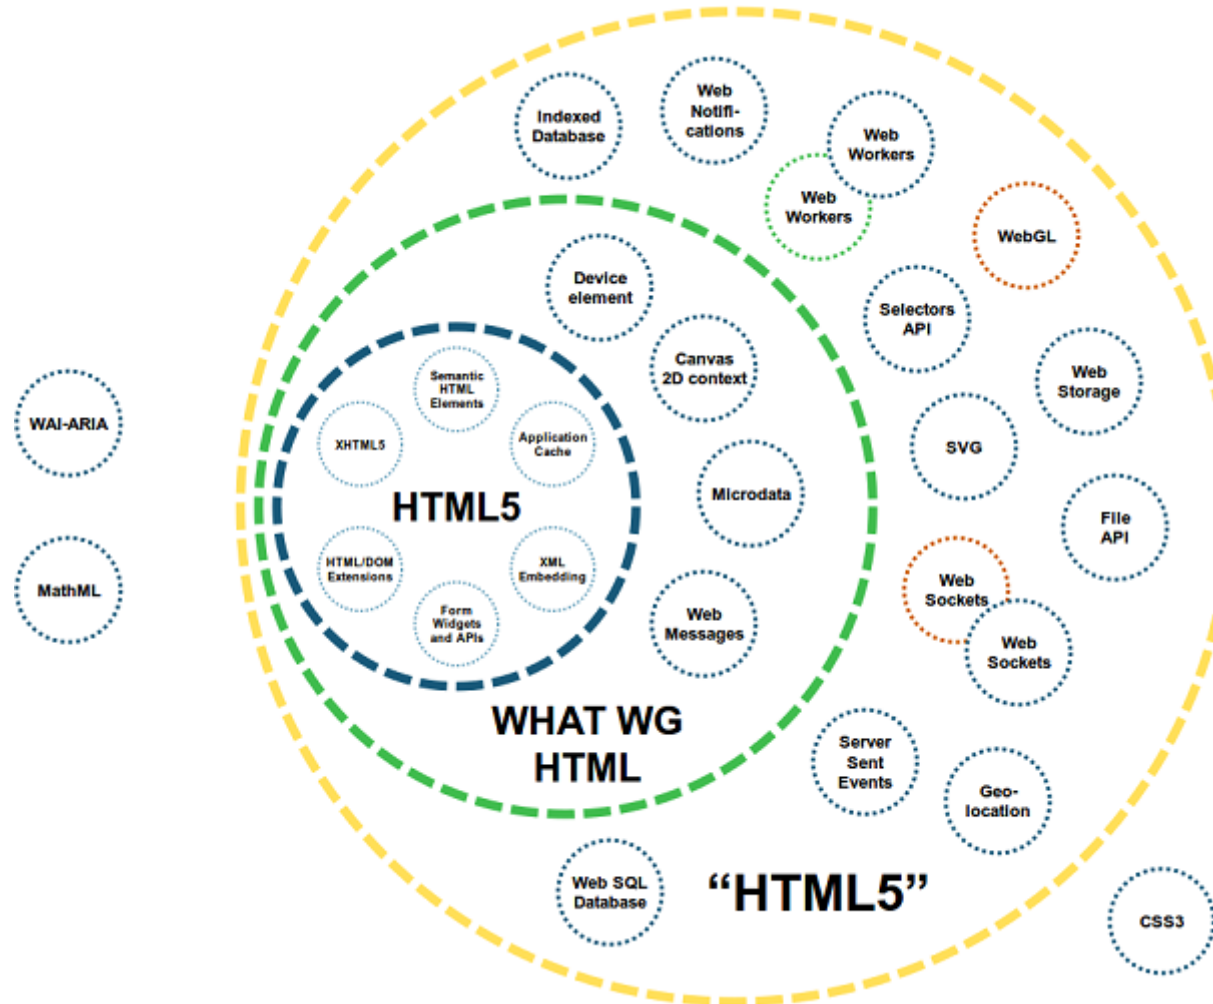 Indexed
Database
Web
Notifi-
cations
Web
Workers
Web
Workers
WebGL
Device
element
Selectors
API
Canvas
2D context
Web
Storage
Semantic
HTML
Elements
WAI-ARIA
XHTML5
Application
Cache
SVG
HTML5
Microdata
File
API
HTML/DOM
Extensions
XML
Embedding
MathML
Web
Sockets
Form
Widgets
and APIs
Web
Messages
Web
Sockets
WHAT WG
HTML
Server
Sent
Events
Geo-
location
Web SQL
Database
“HTML5”
CSS3